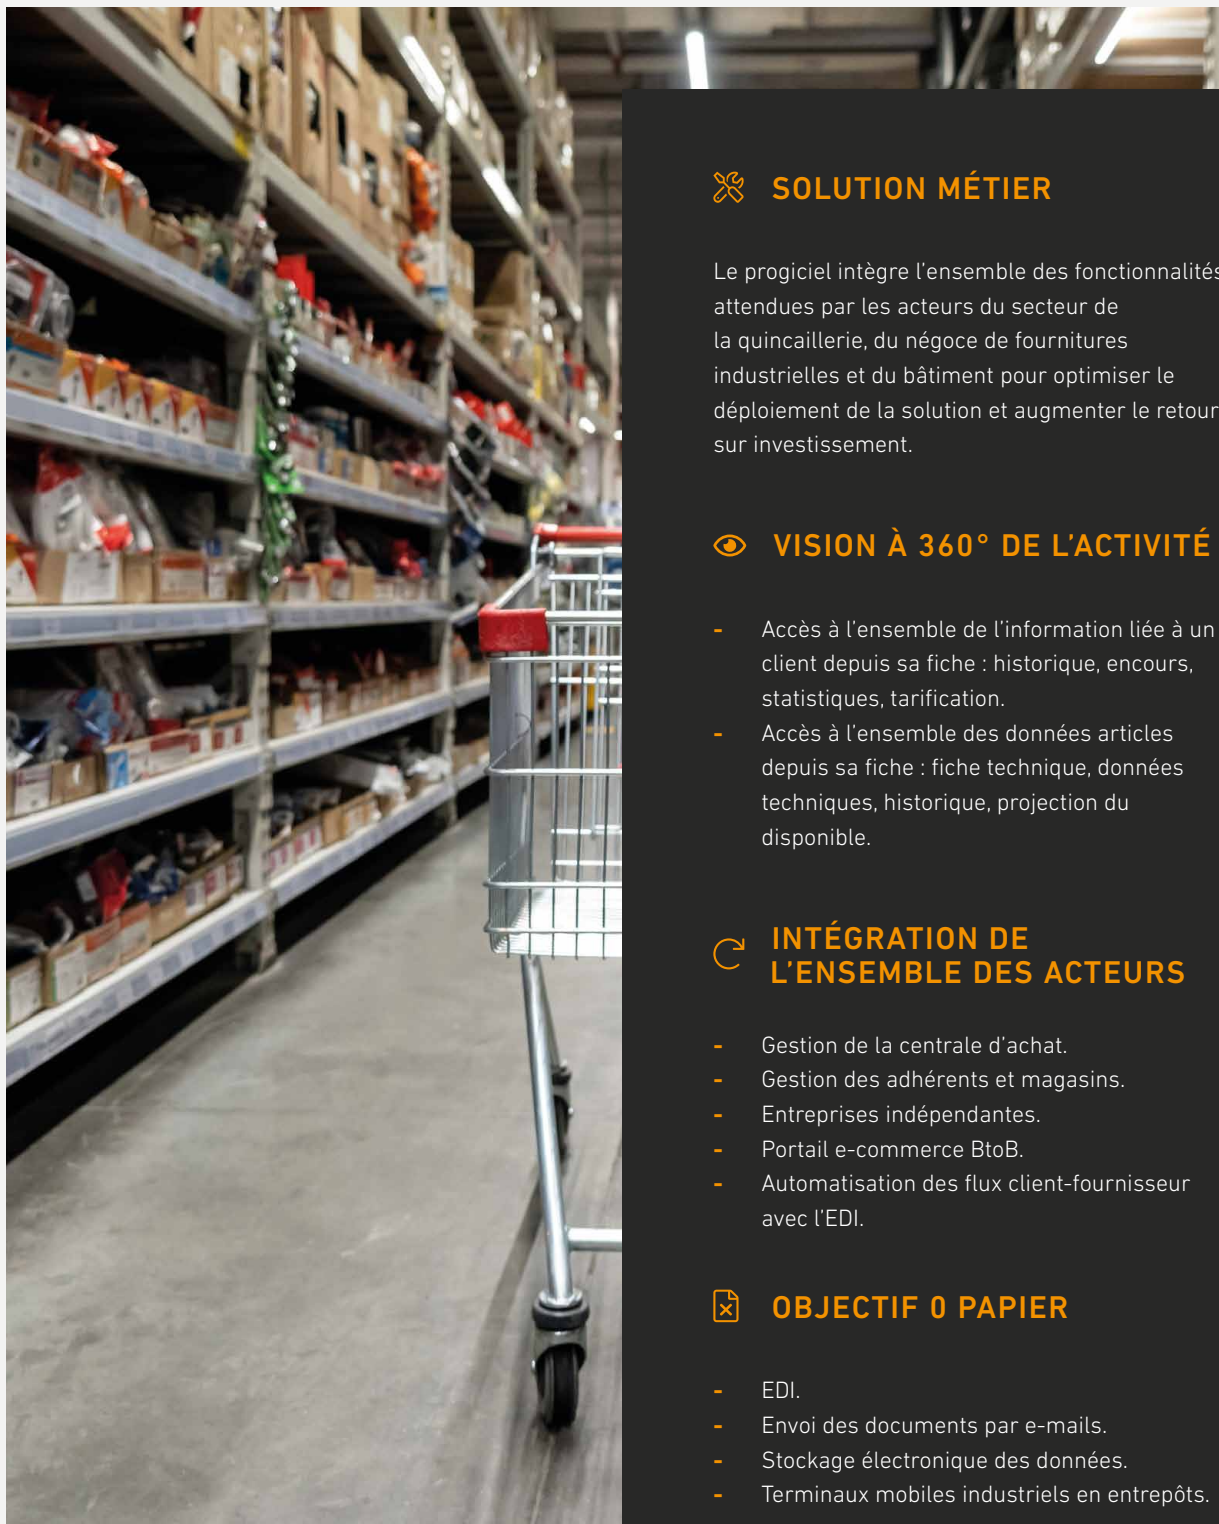 SOLUTION MÉTIER
Le progiciel intègre l’ensemble des fonctionnalités
attendues par les acteurs du secteur de
la quincaillerie, du négoce de fournitures
industrielles et du bâtiment pour optimiser le
déploiement de la solution et augmenter le retour
sur investissement.
VISION À 360° DE L’ACTIVITÉ
- Accès à l’ensemble de l’information liée à un
client depuis sa fiche : historique, encours,
statistiques, tarification.
- Accès à l’ensemble des données articles
depuis sa fiche : fiche technique, données
techniques, historique, projection du
disponible.
INTÉGRATION DE
L’ENSEMBLE DES ACTEURS
- Gestion de la centrale d’achat.
- Gestion des adhérents et magasins.
- Entreprises indépendantes.
- Portail e-commerce BtoB.
- Automatisation des flux client-fournisseur
avec l’EDI.
OBJECTIF 0 PAPIER
- EDI.
- Envoi des documents par e-mails.
- Stockage électronique des données.
- Terminaux mobiles industriels en entrepôts.